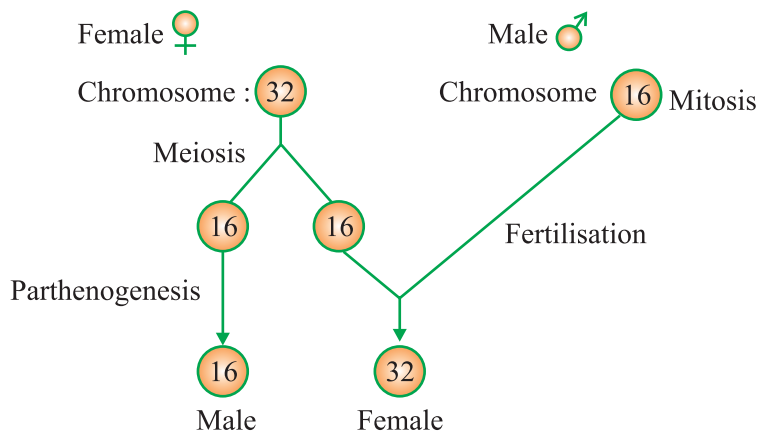 Female ♀
Male ♂
Chromosome : 32
Chromosome 16 Mitosis
Meiosis
16
16
Fertilisation
Parthenogenesis
16
32
Male
Female